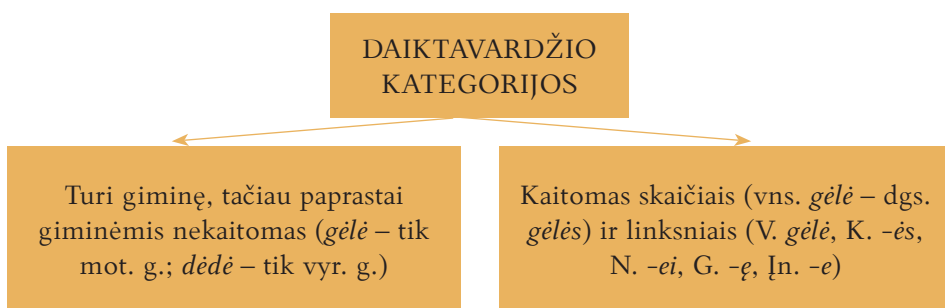 DAIKTAVARDŽIO
KATEGORIJOS
Turi giminę, tačiau paprastai
giminėmis nekaitomas (gėlė – tik
mot. g.; dėdė – tik vyr. g.)
Kaitomas skaičiais (vns. gėlė – dgs.
gėlės) ir linksniais (V. gėlė, K. -ės,
N. -ei, G. -ę, Įn. -e)